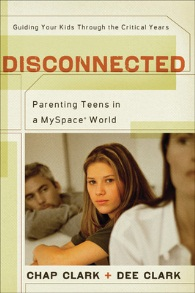 Guiding Your Kids Through the Critical Years
DISCONNECTED
Parenting Teens in
a MySpace® World
CHAP CLARK + DEE CLARK